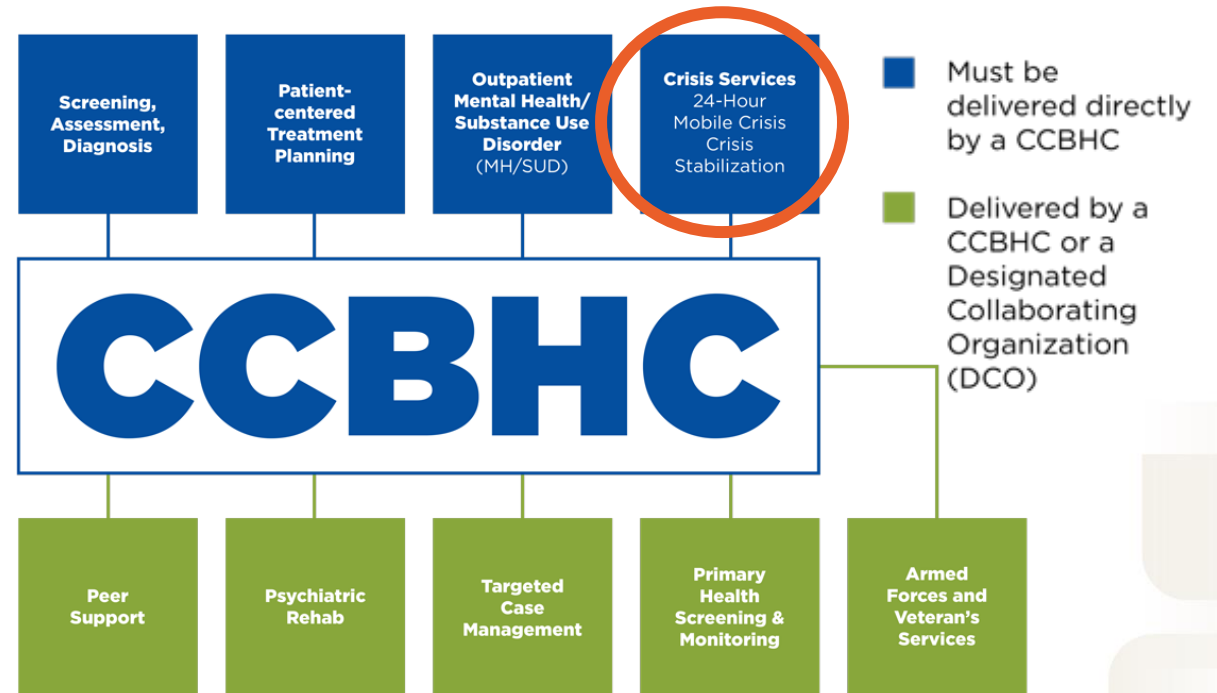 Screening,
Assessment,
Diagnosis
Patient-
centered
Treatment
Planning
Outpatient
Mental Health/
Substance Use
Disorder
(MH/SUD)
Crisis Services
24-Hour
Mobile Crisis
Crisis
Stabilization
Must be
delivered directly
by a CCBHC
Delivered by a
CCBHC or a
Designated
Collaborating
Organization
(DCO)
CCBHC
Peer
Support
Psychiatric
Rehab
Targeted
Case
Management
Primary
Health
Screening &
Monitoring
Armed
Forces and
Veteran's
Services